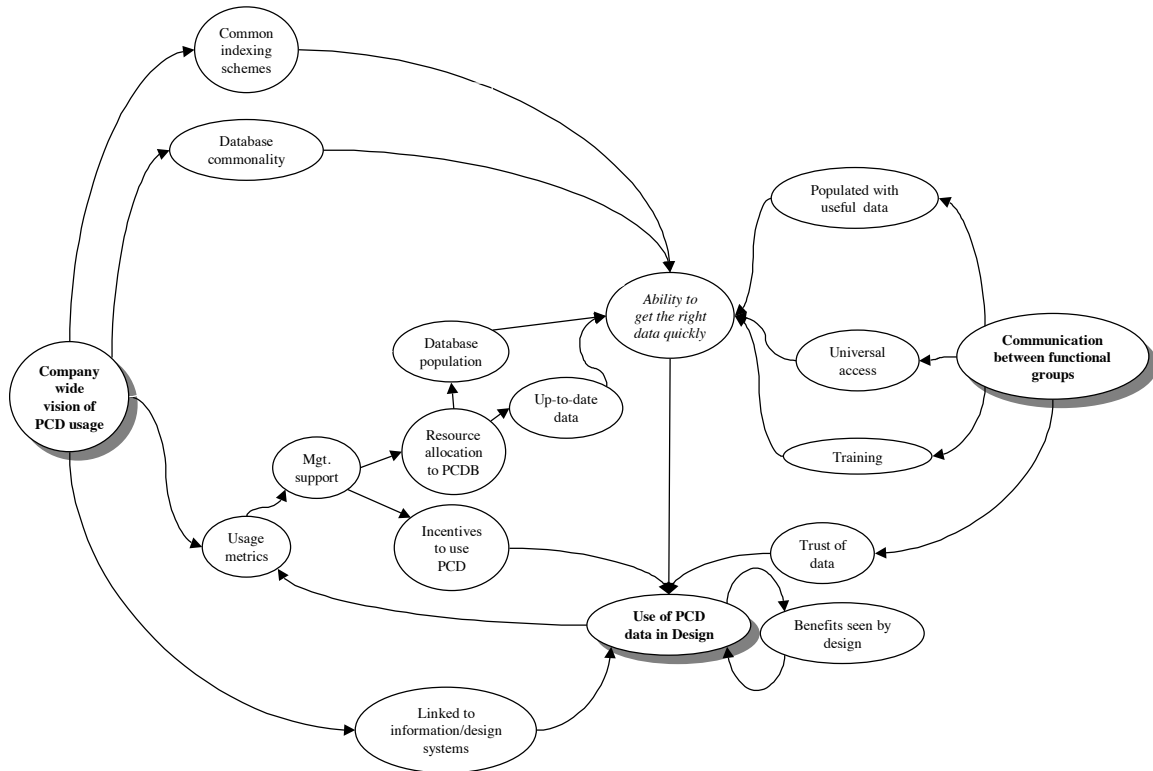 Common
indexing
schemes
Database
commonality
Populated with
useful data
Ability to
get the right
data quickly
Database
population
Universal
access
Communication
between functional
groups
Company
wide
vision of
PCD usage
Up-to-date
data
Resource
allocation
to PCDB
Mgt.
support
Training
Usage
metrics
Incentives
to use
PCD
Trust of
data
Use of PCD
data in Design
Benefits seen by
design
Linked to
information/design
systems